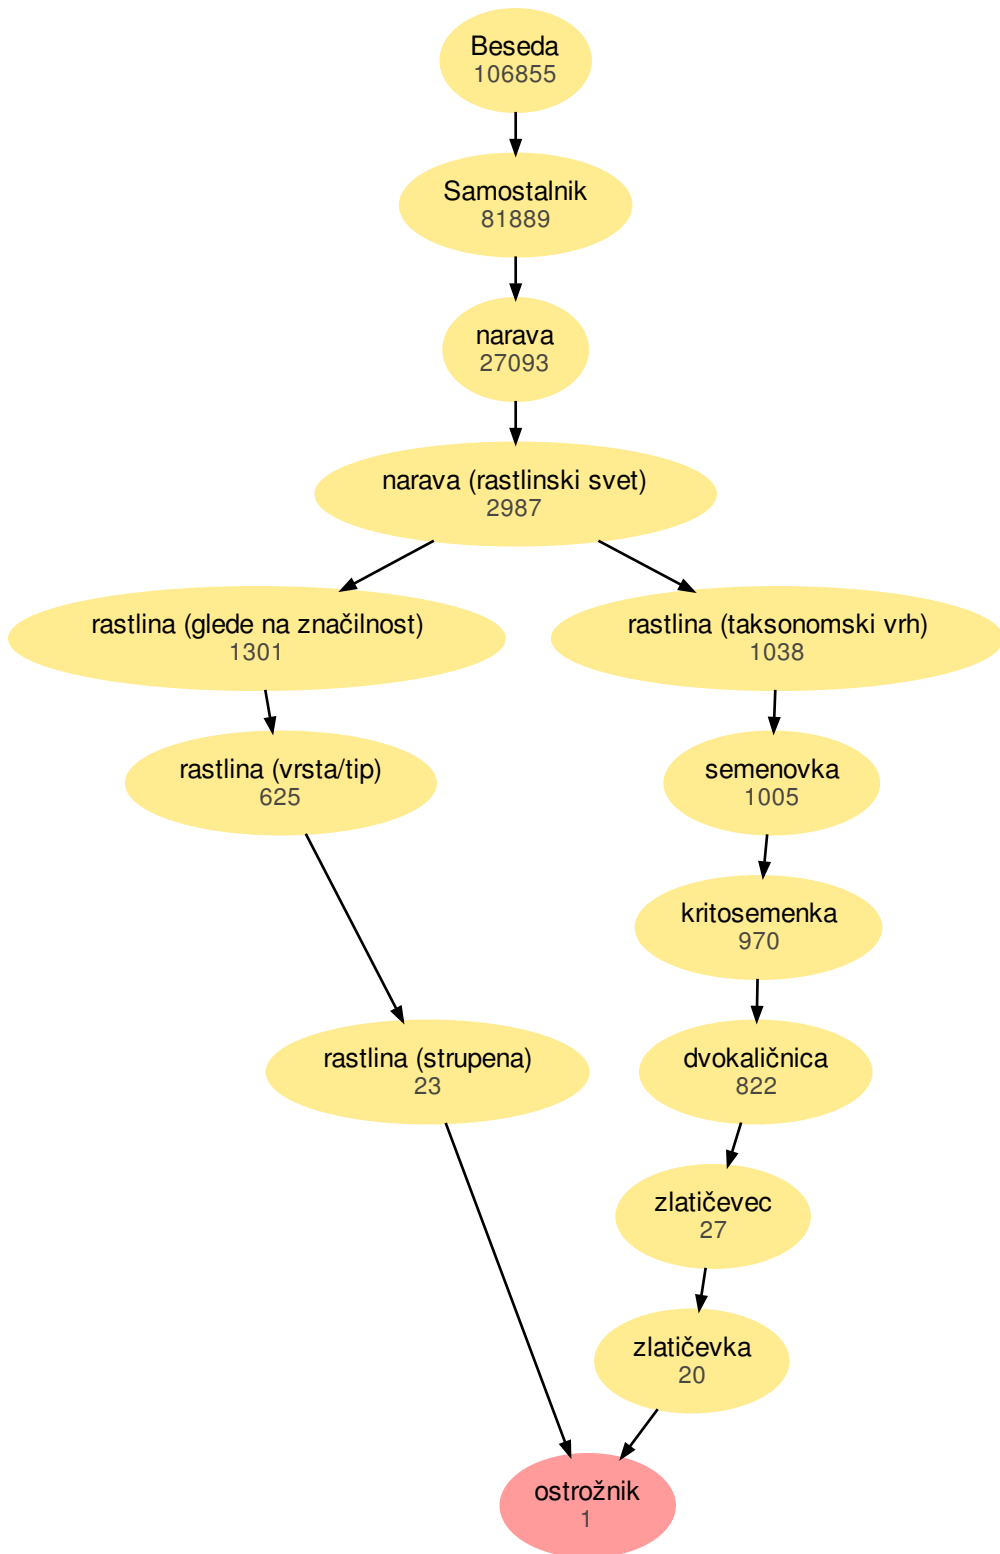 Beseda
106855
Samostalnik
81889
narava
27093
narava (rastlinski svet)
2987
rastlina (glede na značilnost)
1301
rastlina (taksonomski vrh)
1038
rastlina (vrsta/tip)
625
semenovka
1005
kritosemenka
970
rastlina (strupena)
23
dvokaličnica
822
zlatičevec
27
zlatičevka
20
ostrožnik
1